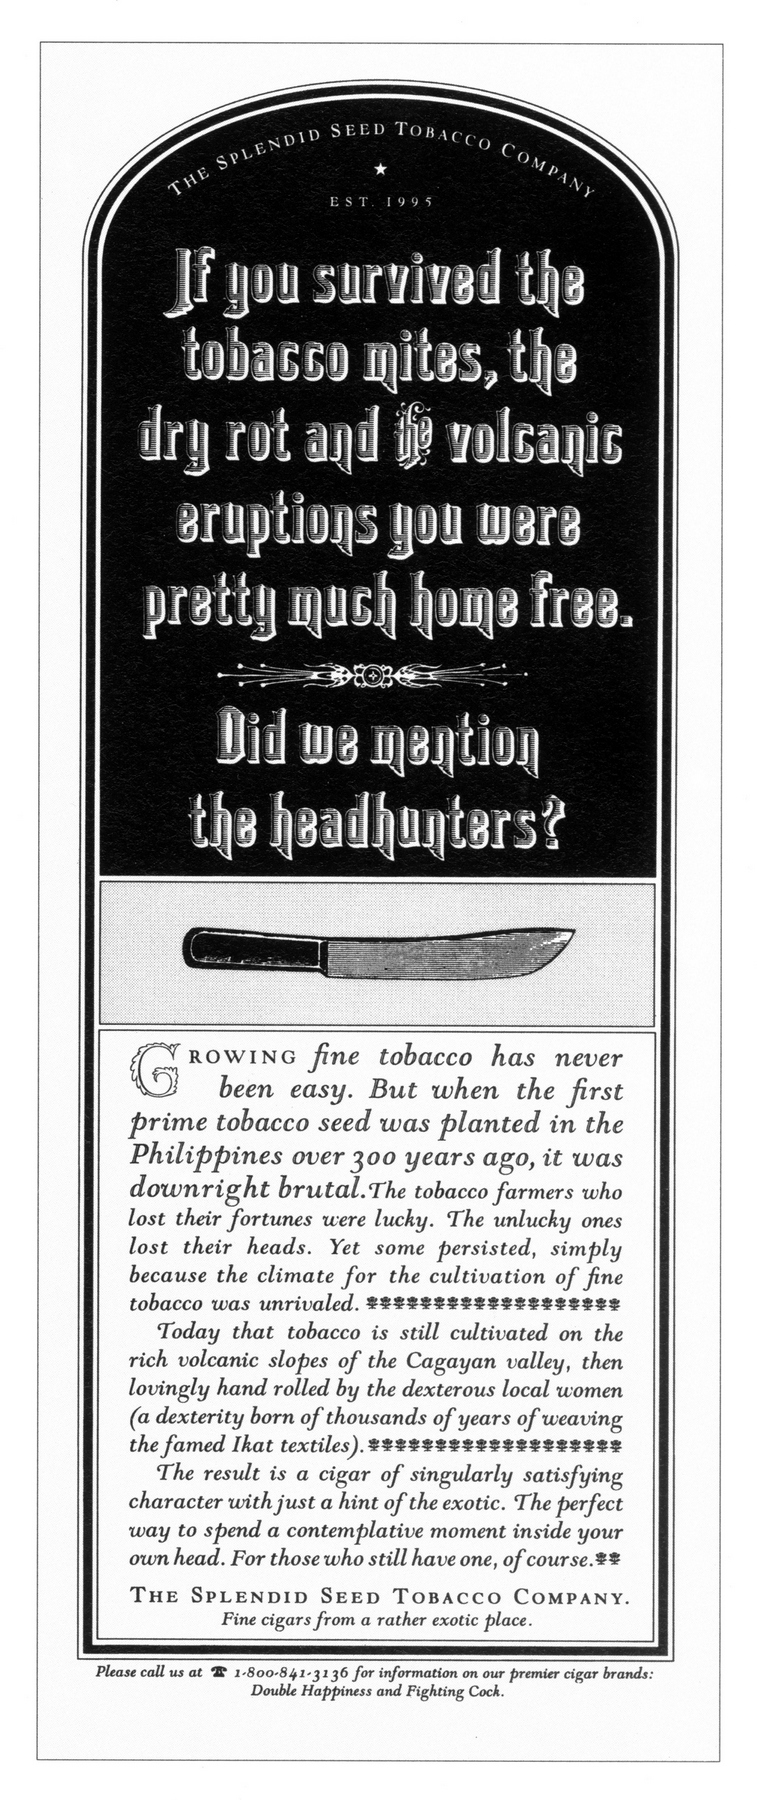 THE SPLENDID SEED TOBACCO COMPANY
EST. 1995
If you survived the
tobacco mites, the
dry rot and the volcanic
eruptions you were
pretty much home free.
Did we mention
the headhunters?
GROWING fine tobacco has never
been easy. But when the first
prime tobacco seed was planted in the
Philippines over 300 years ago, it was
downright brutal. The tobacco farmers who
lost their fortunes were lucky. The unlucky ones
lost their heads. Yet some persisted, simply
because the climate for the cultivation of fine
tobacco was unrivaled.
Today that tobacco is still cultivated on the
rich volcanic slopes of the Cagayan valley, then
lovingly hand rolled by the dexterous local women
(a dexterity born of thousands of years of weaving
the famed Ikat textiles).
The result is a cigar of singularly satisfying
character with just a hint of the exotic. The perfect
way to spend a contemplative moment inside your
own head. For those who still have one, of course.
THE SPLENDID SEED TOBACCO COMPANY.
Fine cigars from a rather exotic place.
Please call us at ☎ 1-800-841-3136 for information on our premier cigar brands:
Double Happiness and Fighting Cock.